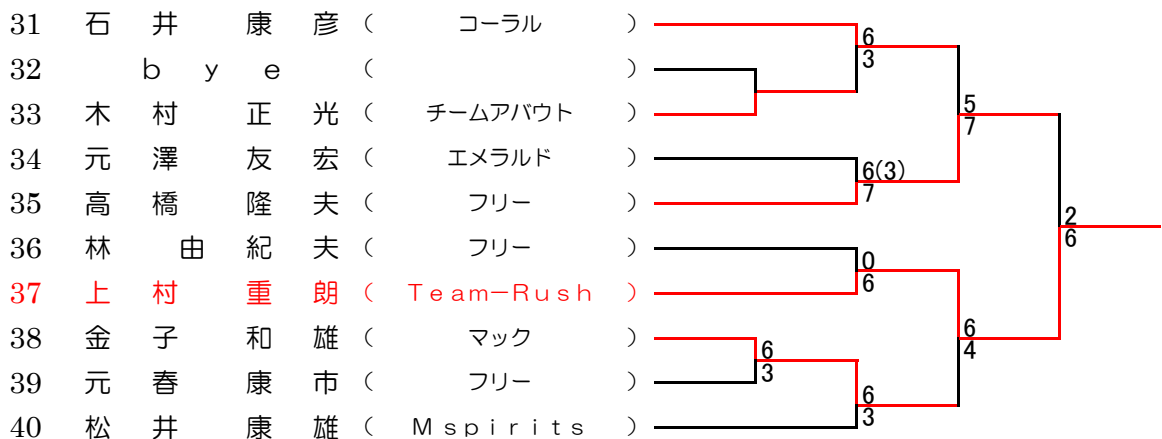 31 石井 康彦 ( コーラル )
32 bye ( )
33 木村 正光 ( チームアバウト )
34 元澤 友宏 ( エメラルド )
35 高橋 隆夫 ( フリー )
36 林 由紀夫 ( フリー )
37 上村 重朗 ( Team-Rush )
38 金子 和雄 ( マック )
39 元春 康市 ( フリー )
40 松井 康雄 ( Mspirits )
6
3
5
7
6(3)
7
2
6
0
6
6
4
6
3
6
3